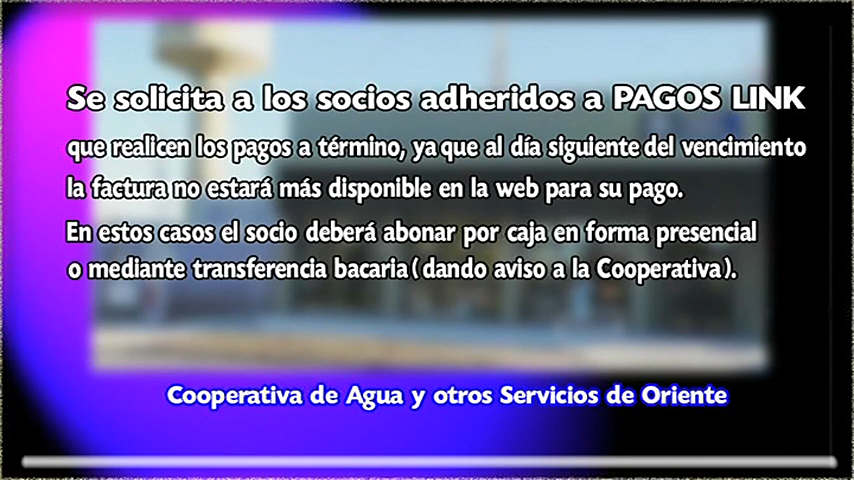 Se solicita a los socios adheridos a PAGOS LINK
que realicen los pagos a término, ya que al día siguiente del vencimiento
la factura no estará más disponible en la web para su pago.
En estos casos el socio deberá abonar por caja en forma presencial
o mediante transferencia bacaria (dando aviso a la Cooperativa).
Cooperativa de Agua y otros Servicios de Oriente